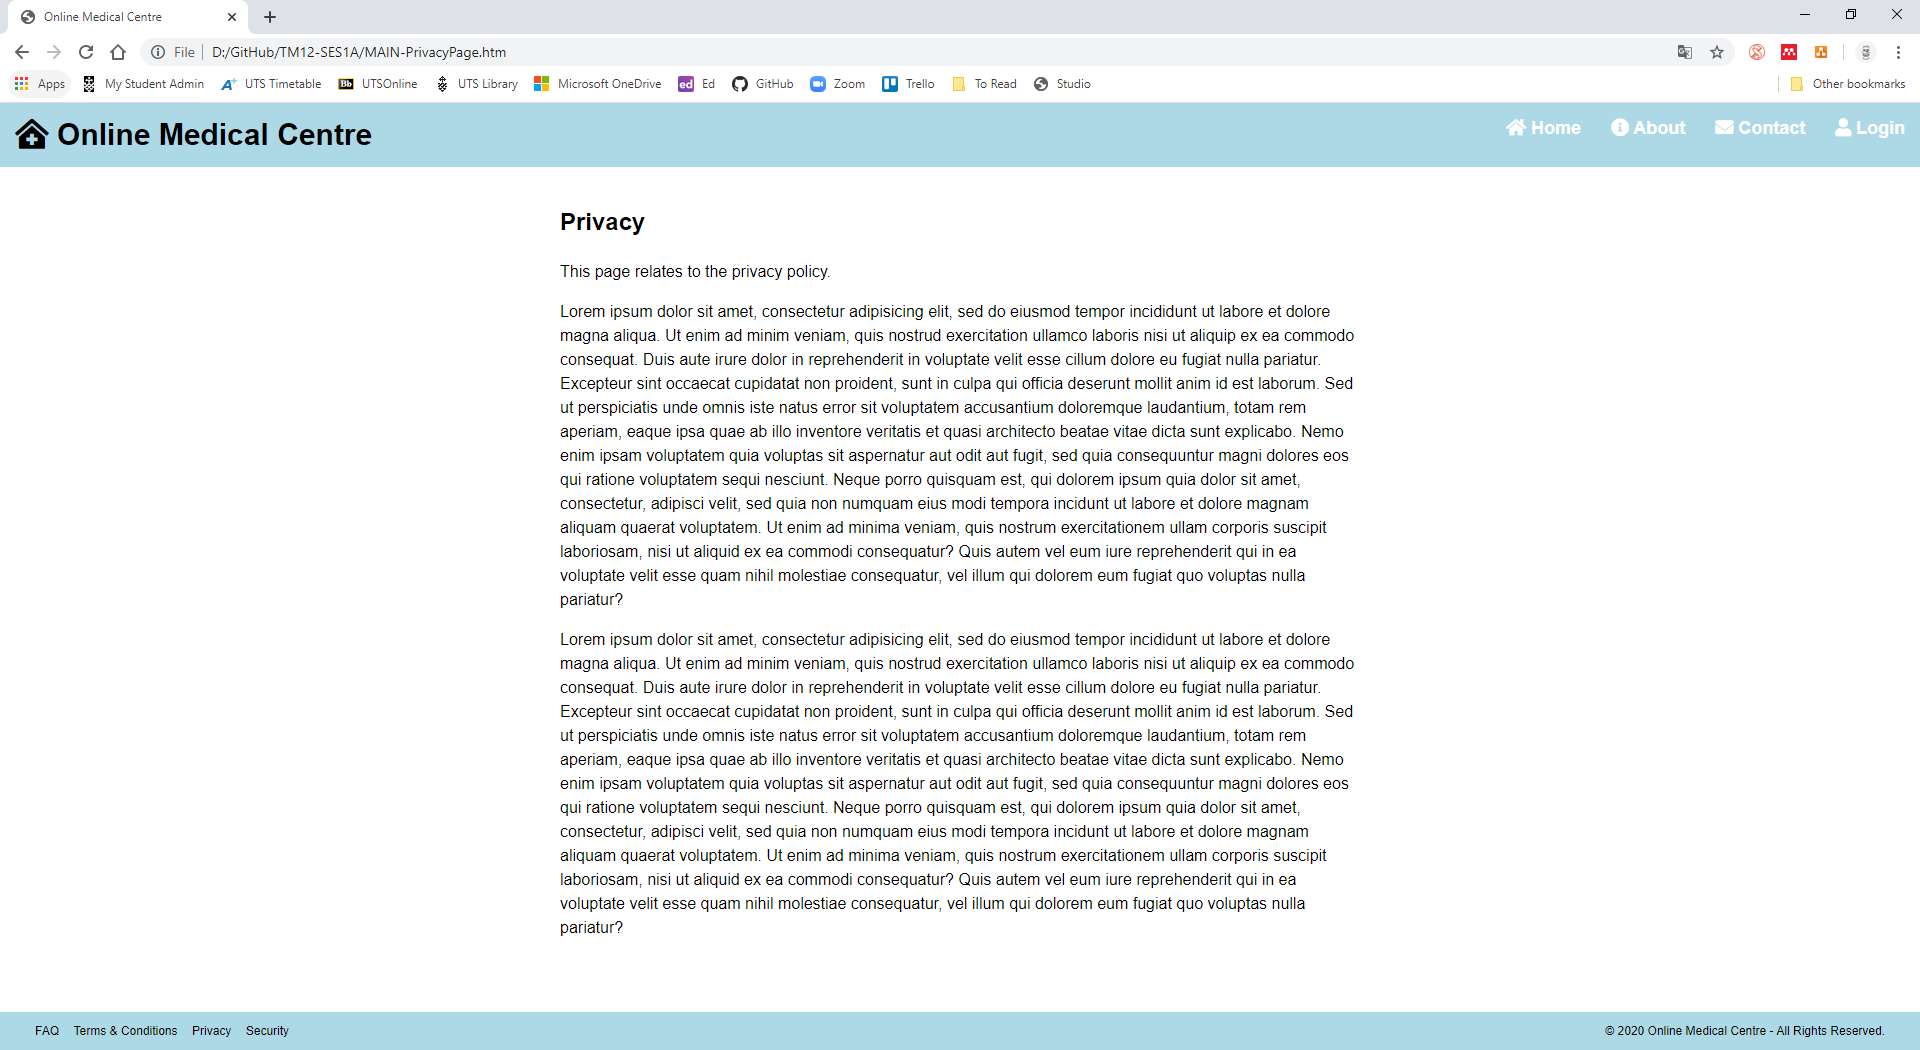 Online Medical Centre
File D:/GitHub/TM12-SES1A/MAIN-PrivacyPage.htm
Apps My Student Admin A+ UTS Timetable Bb UTSOnline UTS Library Microsoft OneDrive ed Ed GitHub Zoom Trello To Read Studio Other bookmarks
Online Medical Centre Home About Contact Login
Privacy
This page relates to the privacy policy.
Lorem ipsum dolor sit amet, consectetur adipisicing elit, sed do eiusmod tempor incididunt ut labore et dolore
magna aliqua. Ut enim ad minim veniam, quis nostrud exercitation ullamco laboris nisi ut aliquip ex ea commodo
consequat. Duis aute irure dolor in reprehenderit in voluptate velit esse cillum dolore eu fugiat nulla pariatur.
Excepteur sint occaecat cupidatat non proident, sunt in culpa qui officia deserunt mollit anim id est laborum. Sed
ut perspiciatis unde omnis iste natus error sit voluptatem accusantium doloremque laudantium, totam rem
aperiam, eaque ipsa quae ab illo inventore veritatis et quasi architecto beatae vitae dicta sunt explicabo. Nemo
enim ipsam voluptatem quia voluptas sit aspernatur aut odit aut fugit, sed quia consequuntur magni dolores eos
qui ratione voluptatem sequi nesciunt. Neque porro quisquam est, qui dolorem ipsum quia dolor sit amet,
consectetur, adipisci velit, sed quia non numquam eius modi tempora incidunt ut labore et dolore magnam
aliquam quaerat voluptatem. Ut enim ad minima veniam, quis nostrum exercitationem ullam corporis suscipit
laboriosam, nisi ut aliquid ex ea commodi consequatur? Quis autem vel eum iure reprehenderit qui in ea
voluptate velit esse quam nihil molestiae consequatur, vel illum qui dolorem eum fugiat quo voluptas nulla
pariatur?
Lorem ipsum dolor sit amet, consectetur adipisicing elit, sed do eiusmod tempor incididunt ut labore et dolore
magna aliqua. Ut enim ad minim veniam, quis nostrud exercitation ullamco laboris nisi ut aliquip ex ea commodo
consequat. Duis aute irure dolor in reprehenderit in voluptate velit esse cillum dolore eu fugiat nulla pariatur.
Excepteur sint occaecat cupidatat non proident, sunt in culpa qui officia deserunt mollit anim id est laborum. Sed
ut perspiciatis unde omnis iste natus error sit voluptatem accusantium doloremque laudantium, totam rem
aperiam, eaque ipsa quae ab illo inventore veritatis et quasi architecto beatae vitae dicta sunt explicabo. Nemo
enim ipsam voluptatem quia voluptas sit aspernatur aut odit aut fugit, sed quia consequuntur magni dolores eos
qui ratione voluptatem sequi nesciunt. Neque porro quisquam est, qui dolorem ipsum quia dolor sit amet,
consectetur, adipisci velit, sed quia non numquam eius modi tempora incidunt ut labore et dolore magnam
aliquam quaerat voluptatem. Ut enim ad minima veniam, quis nostrum exercitationem ullam corporis suscipit
laboriosam, nisi ut aliquid ex ea commodi consequatur? Quis autem vel eum iure reprehenderit qui in ea
voluptate velit esse quam nihil molestiae consequatur, vel illum qui dolorem eum fugiat quo voluptas nulla
pariatur?
FAQ Terms & Conditions Privacy Security © 2020 Online Medical Centre - All Rights Reserved.